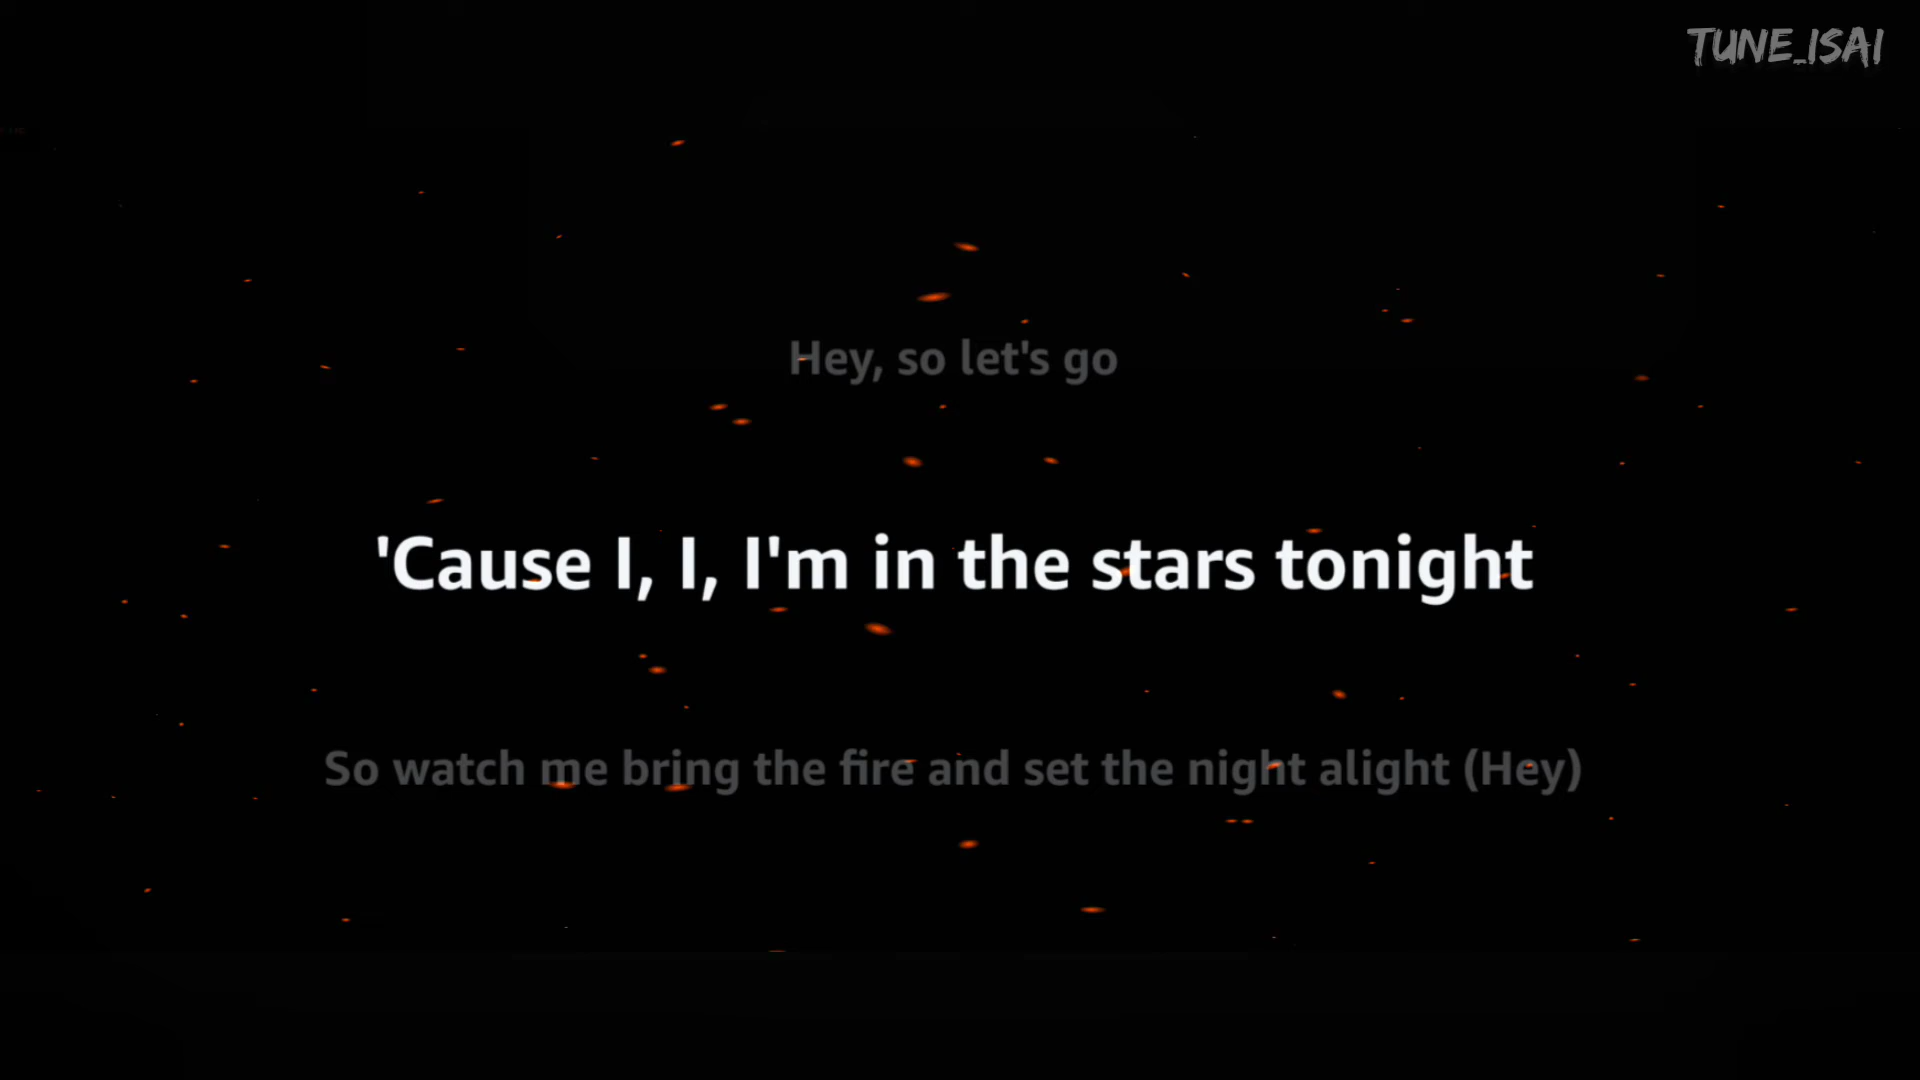 TUNE_ISAI
Hey, so let's go
'Cause I, I, I'm in the stars tonight
So watch me bring the fire and set the night alight (Hey)